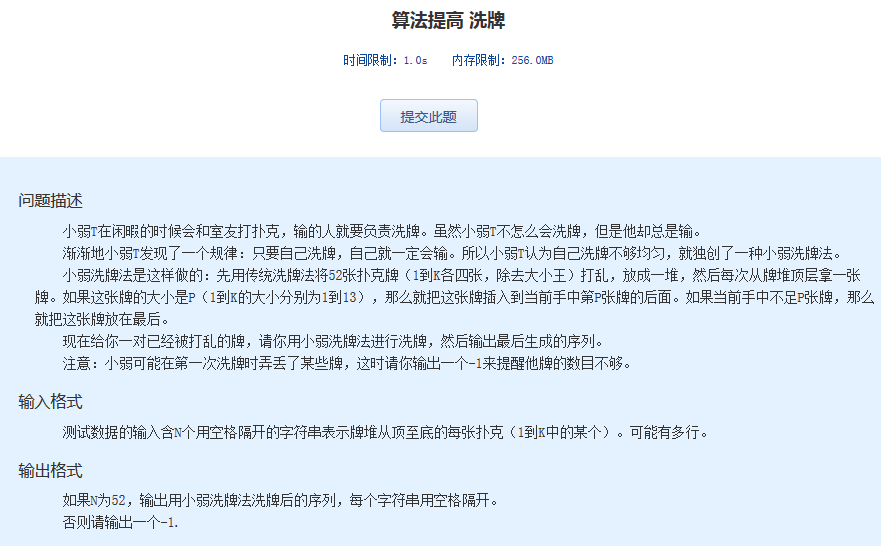 算法提高 洗牌
时间限制：1.0s 内存限制：256.0MB
提交此题
问题描述
小弱T在闲暇的时候会和室友打扑克，输的人就要负责洗牌。虽然小弱T不怎么会洗牌，但是他却总是输。
渐渐地小弱T发现了一个规律：只要自己洗牌，自己就一定会输。所以小弱T认为自己洗牌不够均匀，就独创了一种小弱洗牌法。
小弱洗牌法是这样做的：先用传统洗牌法将52张扑克牌（1到K各四张，除去大小王）打乱，放成一堆，然后每次从牌堆顶层拿一张
牌。如果这张牌的大小是P（1到K的大小分别为1到13），那么就把这张牌插入到当前手中第P张牌的后面。如果当前手中不足P张牌，那么
就把这张牌放在最后。
现在给你一对已经被打乱的牌，请你用小弱洗牌法进行洗牌，然后输出最后生成的序列。
注意：小弱可能在第一次洗牌时弄丢了某些牌，这时请你输出一个-1来提醒他牌的数目不够。
输入格式
测试数据的输入含N个用空格隔开的字符串表示牌堆从顶至底的每张扑克（1到K中的某个）。可能有多行。
输出格式
如果N为52，输出用小弱洗牌法洗牌后的序列，每个字符串用空格隔开。
否则请输出一个-1.